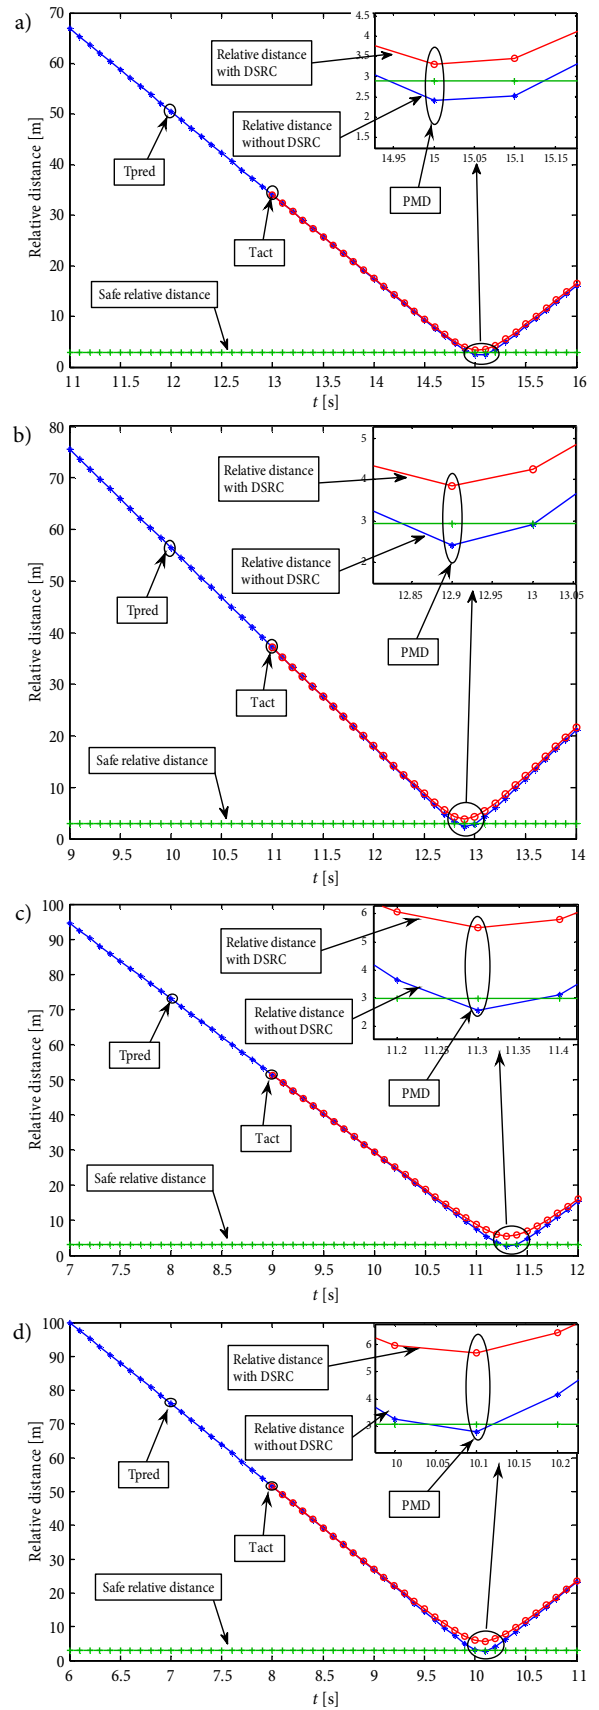 a)
Relative distance [m]
70
60
50
40
30
20
10
0
11 11.5 12 12.5 13 13.5 14 14.5 15 15.5 16
t [s]
Tpred
Tact
Safe relative distance
Relative distance
with DSRC
Relative distance
without DSRC
PMD
4.5
4
3.5
3
2.5
2
1.5
14.95 15 15.05 15.1 15.15
b)
Relative distance [m]
80
70
60
50
40
30
20
10
0
9 9.5 10 10.5 11 11.5 12 12.5 13 13.5 14
t [s]
Tpred
Tact
Safe relative distance
Relative distance
with DSRC
Relative distance
without DSRC
PMD
5
4
3
2
12.85 12.9 12.95 13 13.05
c)
Relative distance [m]
100
90
80
70
60
50
40
30
20
10
0
7 7.5 8 8.5 9 9.5 10 10.5 11 11.5 12
t [s]
Tpred
Tact
Safe relative distance
Relative distance
with DSRC
Relative distance
without DSRC
PMD
6
5
4
3
2
11.2 11.25 11.3 11.35 11.4
d)
Relative distance [m]
100
90
80
70
60
50
40
30
20
10
0
6 6.5 7 7.5 8 8.5 9 9.5 10 10.5 11
t [s]
Tpred
Tact
Safe relative distance
Relative distance
with DSRC
Relative distance
without DSRC
PMD
6
5
4
3
10 10.05 10.1 10.15 10.2